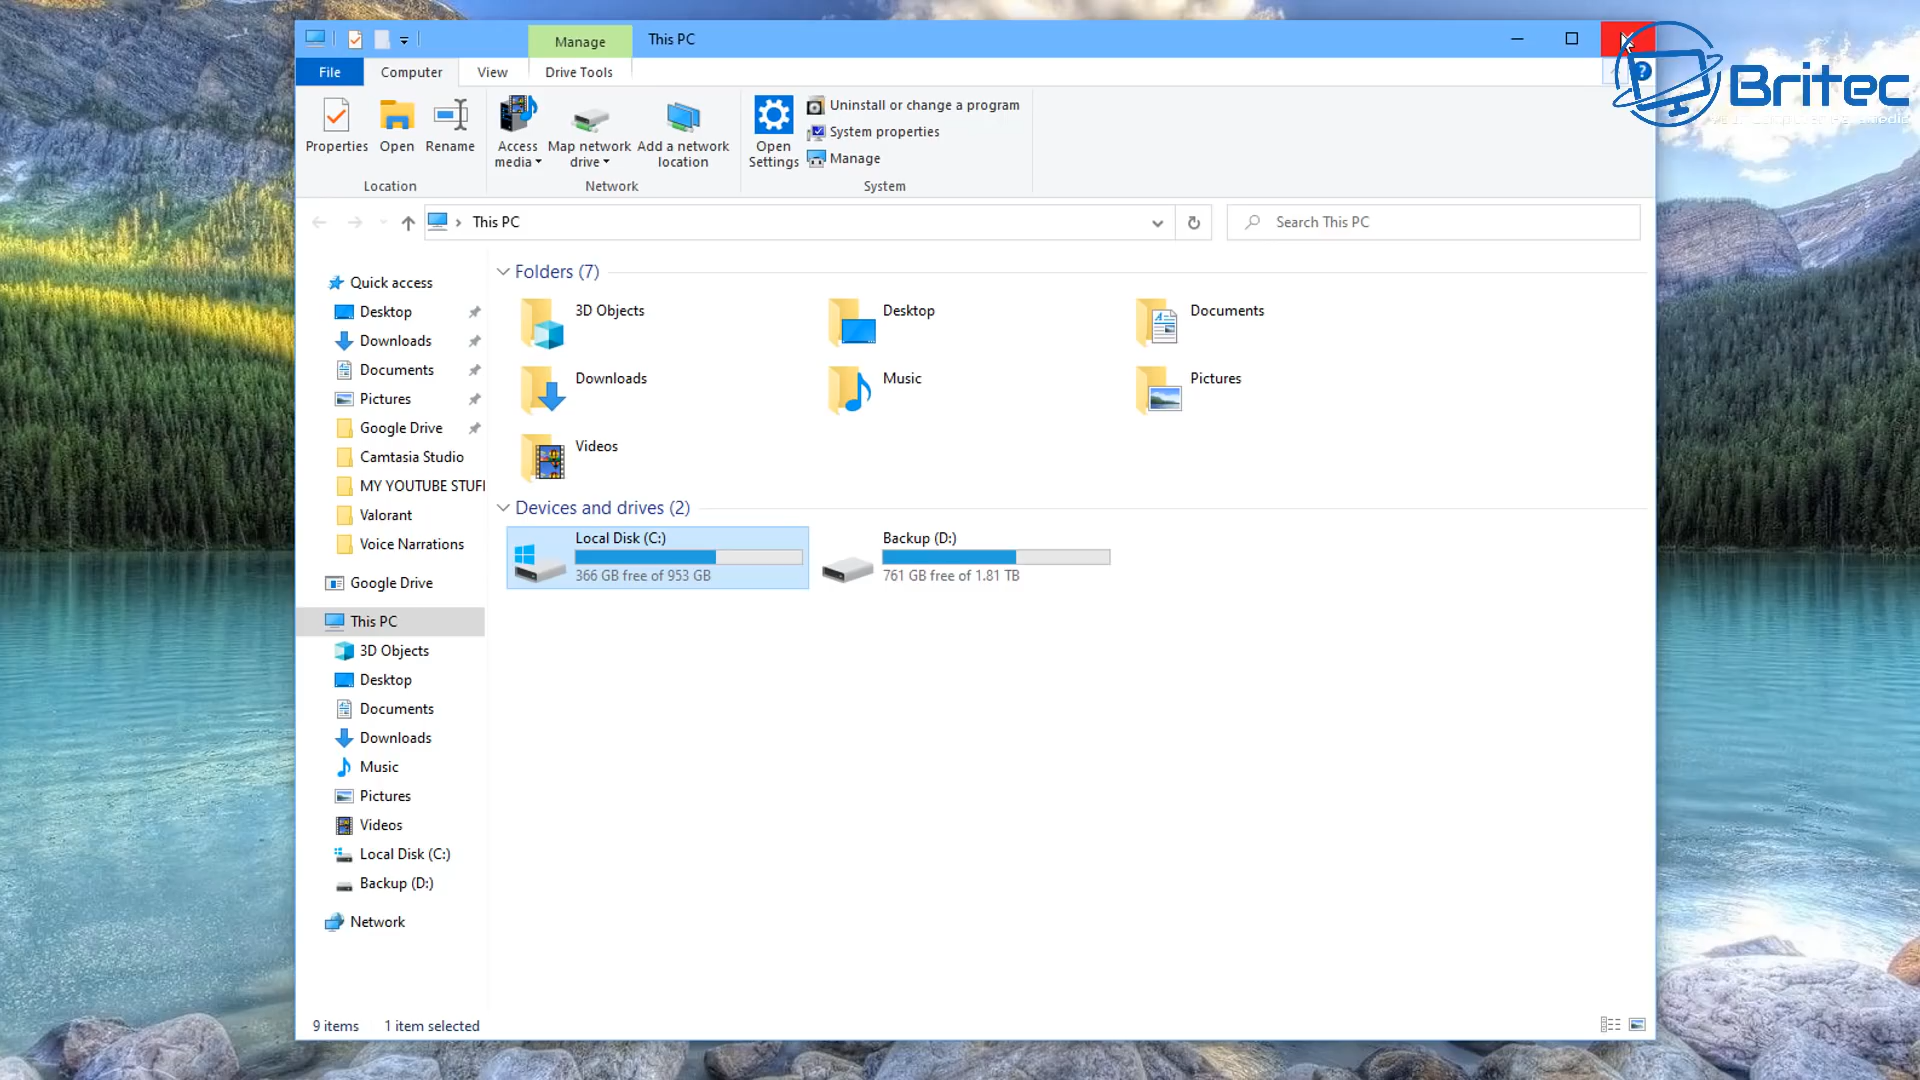 Manage
This PC
File
Computer
View
Drive Tools
Properties
Open
Rename
Access media
Map network drive
Add a network location
Open Settings
Uninstall or change a program
System properties
Manage
Location
Network
System
This PC
Search This PC
Britec
Quick access
Desktop
Downloads
Documents
Pictures
Google Drive
Camtasia Studio
MY YOUTUBE STUF
Valorant
Voice Narrations
Google Drive
This PC
3D Objects
Desktop
Documents
Downloads
Music
Pictures
Videos
Local Disk (C:)
Backup (D:)
Network
Folders (7)
3D Objects
Desktop
Documents
Downloads
Music
Pictures
Videos
Devices and drives (2)
Local Disk (C:)
366 GB free of 953 GB
Backup (D:)
761 GB free of 1.81 TB
9 items
1 item selected